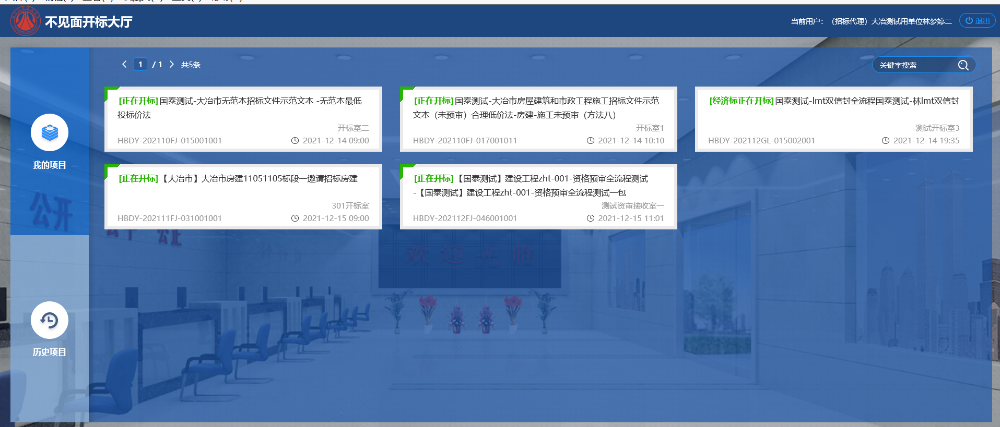 不见面开标大厅
当前用户：（招标代理）大冶测试用单位林梦婷二
退出
1 / 1 共5条
关键字搜索
[正在开标]国泰测试-大冶市无范本招标文件示范文本 -无范本最低
投标价法
开标室二
HBDY-202110FJ-015001001 2021-12-14 09:00
[正在开标]国泰测试-大冶市房屋建筑和市政工程施工招标文件示范
文本（未预审）合理低价法-房建-施工未预审（方法八）
开标室1
HBDY-202110FJ-017001011 2021-12-14 10:10
[经济标正在开标]国泰测试-lmt双信封全流程国泰测试-林lmt双信封
测试开标室3
HBDY-202112GL-015002001 2021-12-14 19:35
[正在开标]【大冶市】大冶市房建11051105标段一邀请招标房建
301开标室
HBDY-202111FJ-031001001 2021-12-15 09:00
[正在开标]【国泰测试】建设工程zht-001-资格预审全流程测试
-【国泰测试】建设工程zht-001-资格预审全流程测试一包
测试资审接收室一
HBDY-202112FJ-046001001 2021-12-15 11:01
我的项目
历史项目
公开
公平 公正
欢迎光临